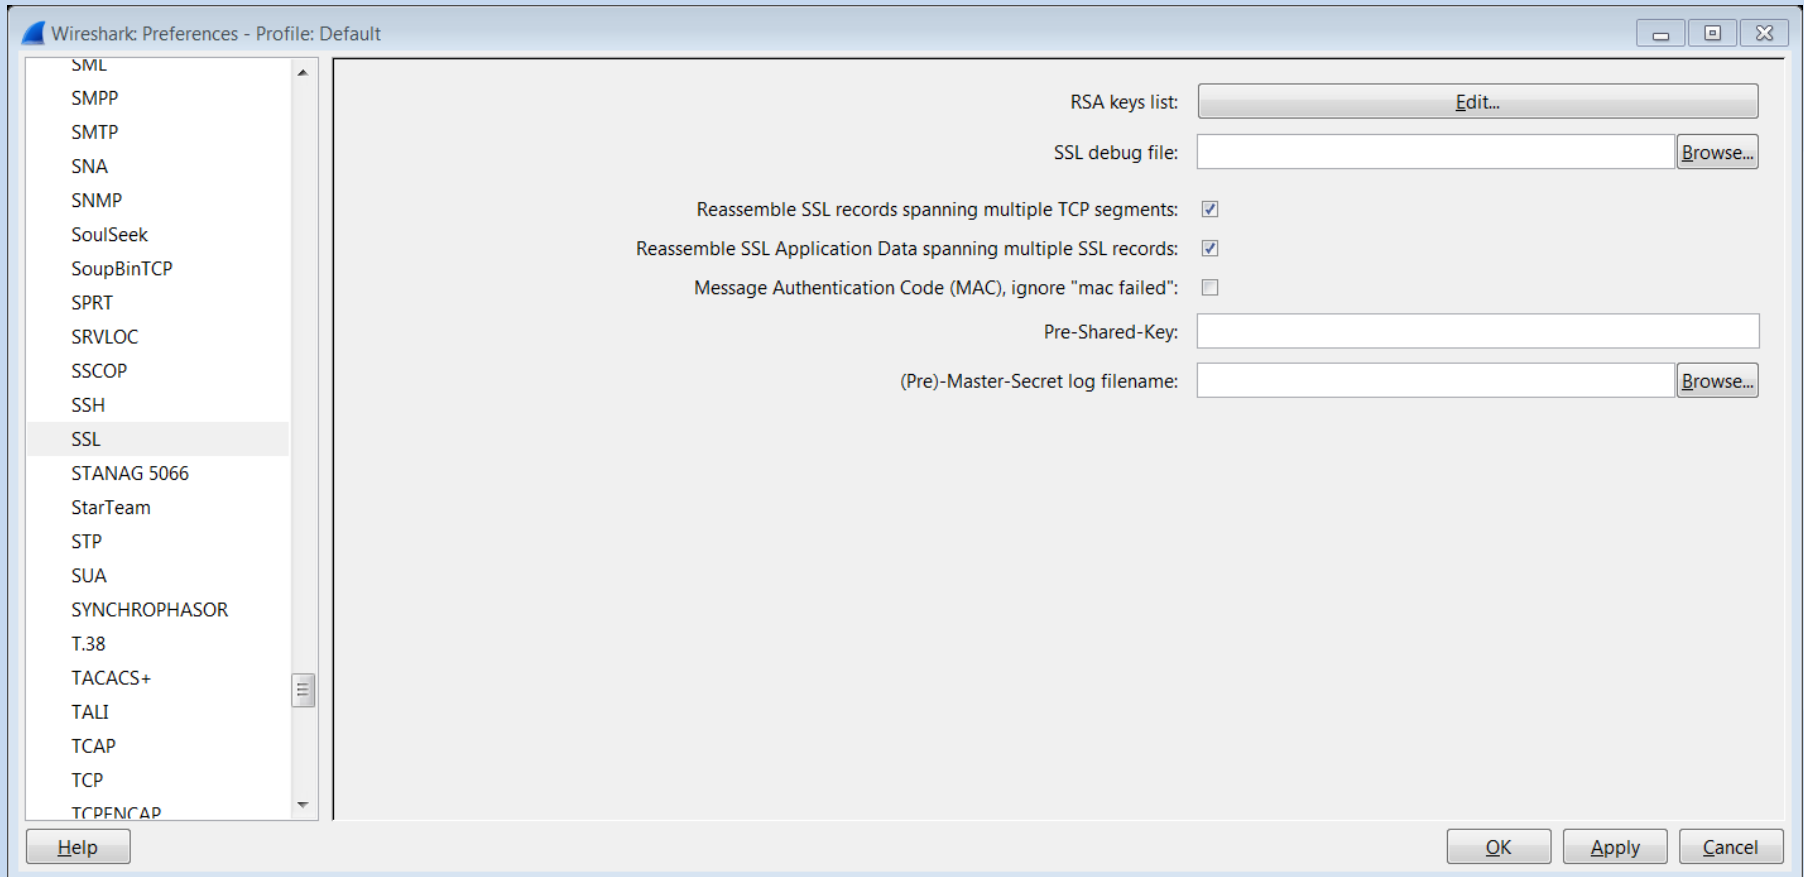 Wireshark: Preferences - Profile: Default
SML
SMPP
SMTP
SNA
SNMP
SoulSeek
SoupBinTCP
SPRT
SRVLOC
SSCOP
SSH
SSL
STANAG 5066
StarTeam
STP
SUA
SYNCHROPHASOR
T.38
TACACS+
TALI
TCAP
TCP
TCPENCAP
RSA keys list: Edit...
SSL debug file: Browse...
Reassemble SSL records spanning multiple TCP segments:
Reassemble SSL Application Data spanning multiple SSL records:
Message Authentication Code (MAC), ignore "mac failed":
Pre-Shared-Key:
(Pre)-Master-Secret log filename: Browse...
Help OK Apply Cancel